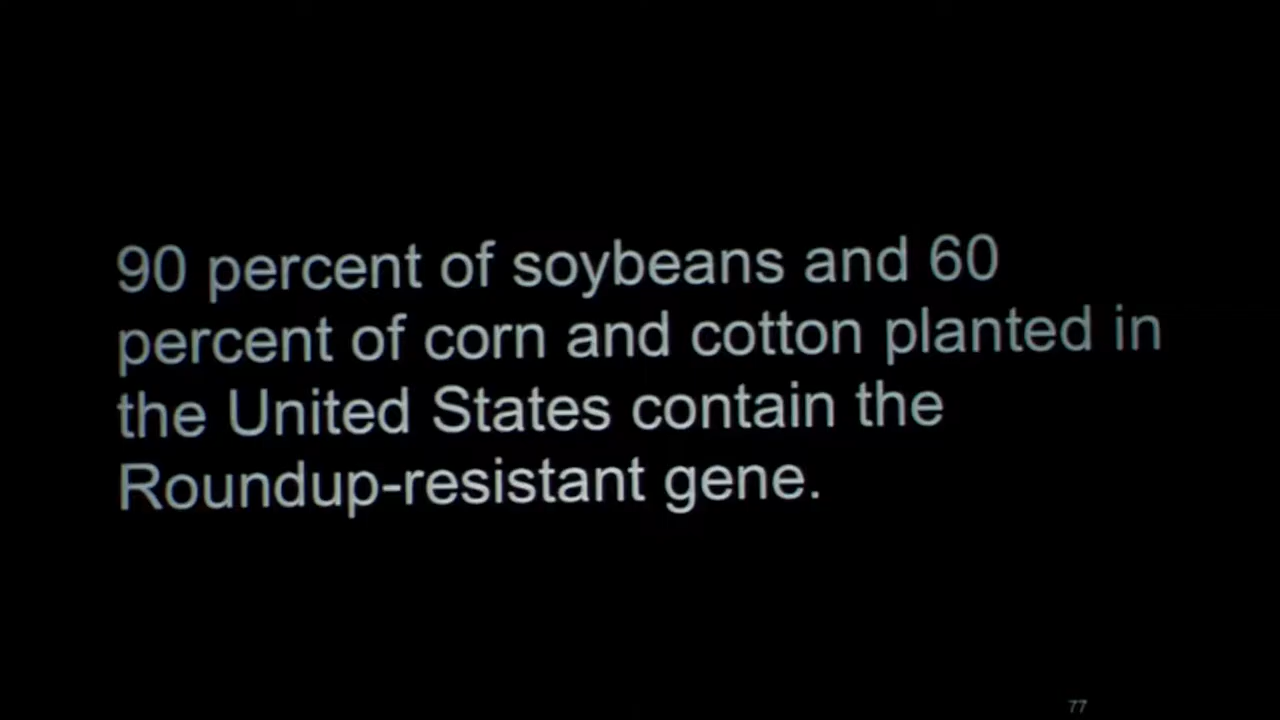 90 percent of soybeans and 60
percent of corn and cotton planted in
the United States contain the
Roundup-resistant gene.
77